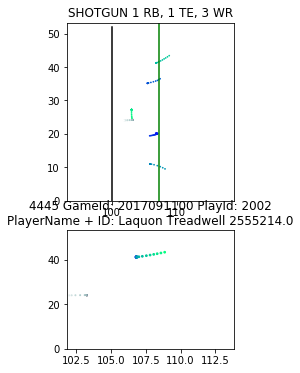 SHOTGUN 1 RB, 1 TE, 3 WR
50
40
30
20
10
0
100 110
4445 GameId: 2017091100 PlayId: 2002
PlayerName + ID: Laquon Treadwell 2555214.0
40
20
0
102.5 105.0 107.5 110.0 112.5